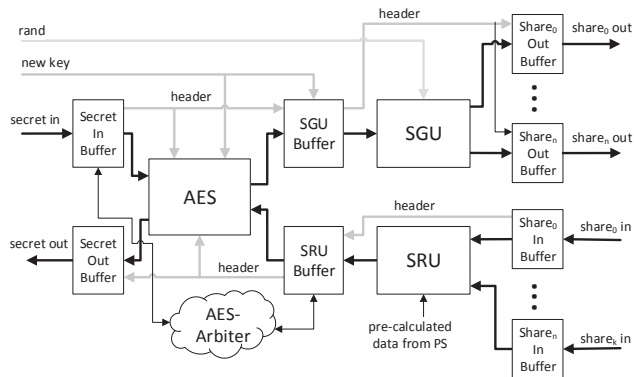 header
rand
new key
header
secret in
Secret
In
Buffer
SGU
Buffer
SGU
Share₀
Out
Buffer
share₀ out
Shareₙ
Out
Buffer
shareₙ out
AES
secret out
Secret
Out
Buffer
header
SRU
Buffer
header
SRU
Share₀
In
Buffer
share₀ in
AES-
Arbiter
pre-calculated
data from PS
Shareₙ
In
Buffer
shareₖ in